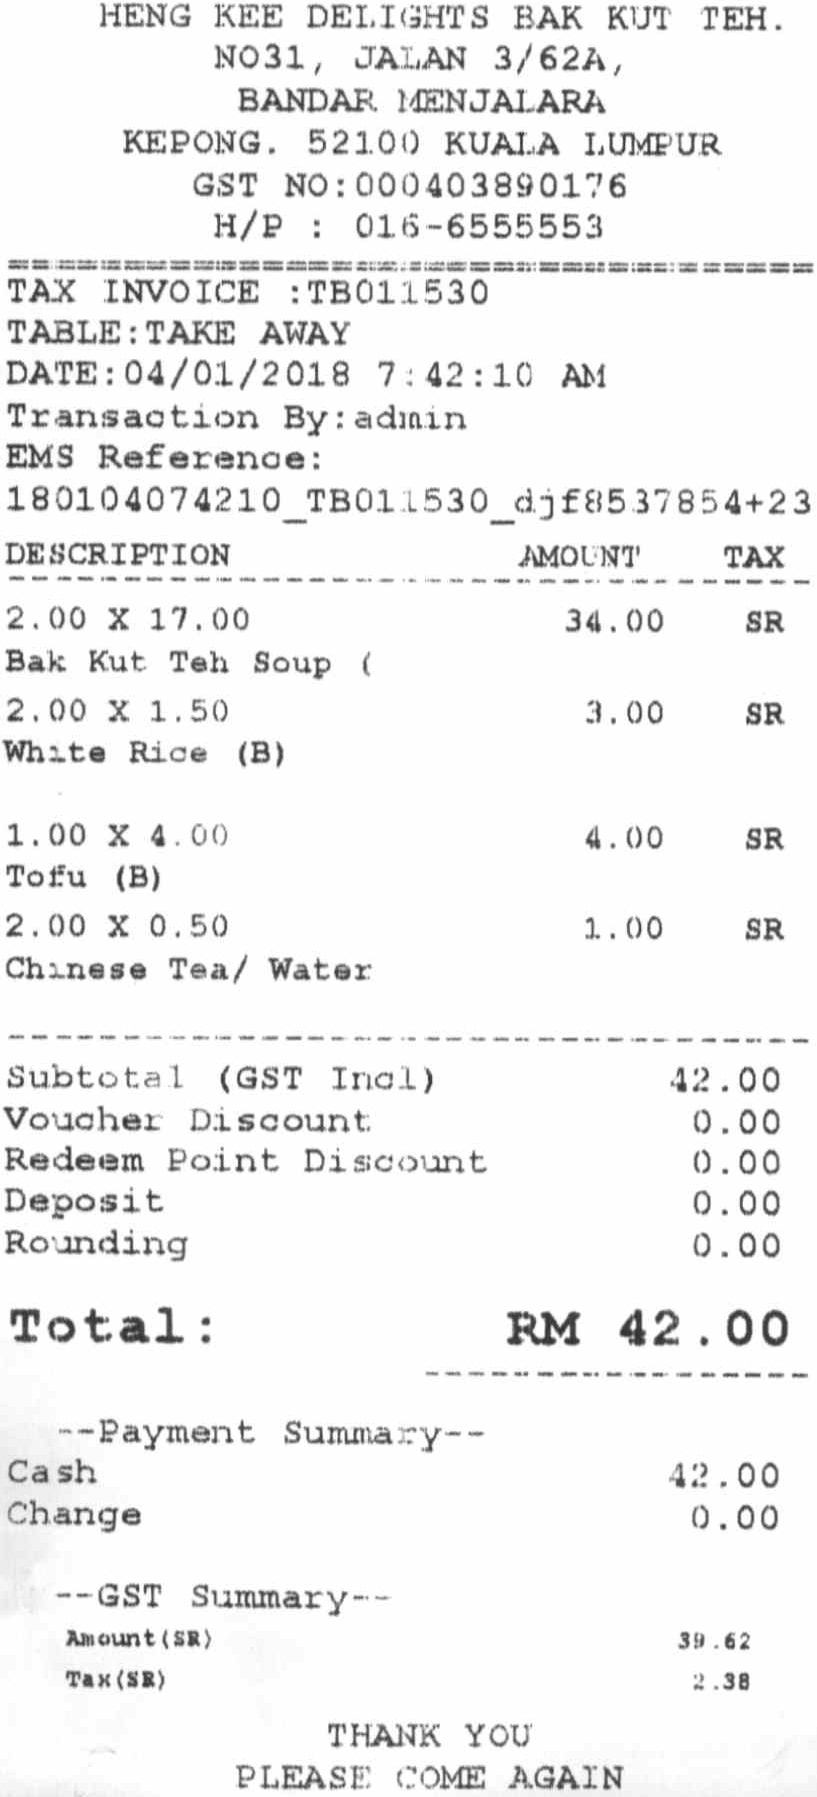 HENG KEE DELIGHTS BAK KUT TEH.
NO31, JALAN 3/62A,
BANDAR MENJALARA
KEPONG. 52100 KUALA LUMPUR
GST NO:000403890176
H/P : 016-6555553
TAX INVOICE :TB011530
TABLE:TAKE AWAY
DATE:04/01/2018 7:42:10 AM
Transaction By:admin
EMS Reference:
180104074210_TB011530_djf8537854+23
DESCRIPTION AMOUNT TAX
2.00 X 17.00 34.00 SR
Bak Kut Teh Soup (
2.00 X 1.50 3.00 SR
White Rice (B)
1.00 X 4.00 4.00 SR
Tofu (B)
2.00 X 0.50 1.00 SR
Chinese Tea/ Water
Subtotal (GST Incl) 42.00
Voucher Discount 0.00
Redeem Point Discount 0.00
Deposit 0.00
Rounding 0.00
Total: RM 42.00
--Payment Summary--
Cash 42.00
Change 0.00
--GST Summary--
Amount(SR) 39.62
Tax(SR) 2.38
THANK YOU
PLEASE COME AGAIN